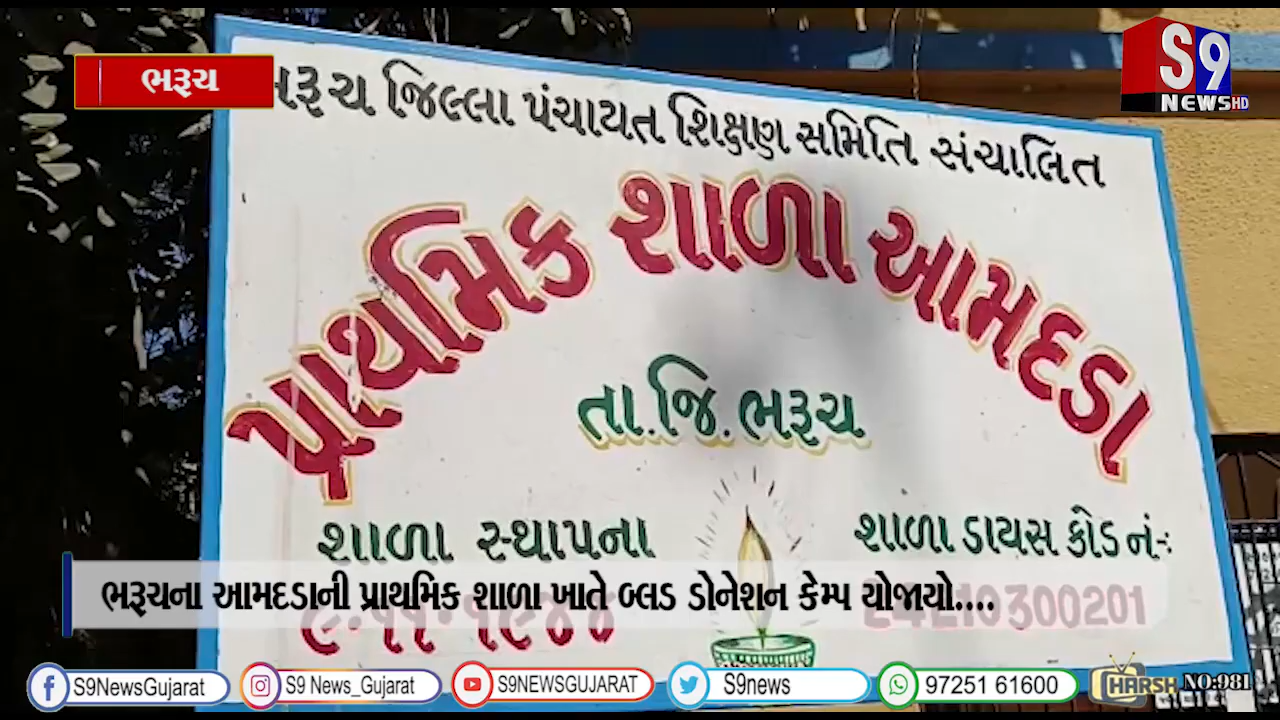 ભરૂચ
S9
NEWS HD
ભરૂચ જિલ્લા પંચાયત શિક્ષણ સમિતિ સંચાલિત
પ્રાથમિક શાળા આમદડા
તા.જિ.ભરૂચ
શાળા સ્થાપના
શાળા ડાયસ કોડ નં-:
ભરૂચના આમદડાની પ્રાથમિક શાળા ખાતે બ્લડ ડોનેશન કેમ્પ યોજાયો....
24210300201
S9NewsGujarat
S9 News_Gujarat
S9NEWSGUJARAT
S9news
97251 61600
HARSH NO:981